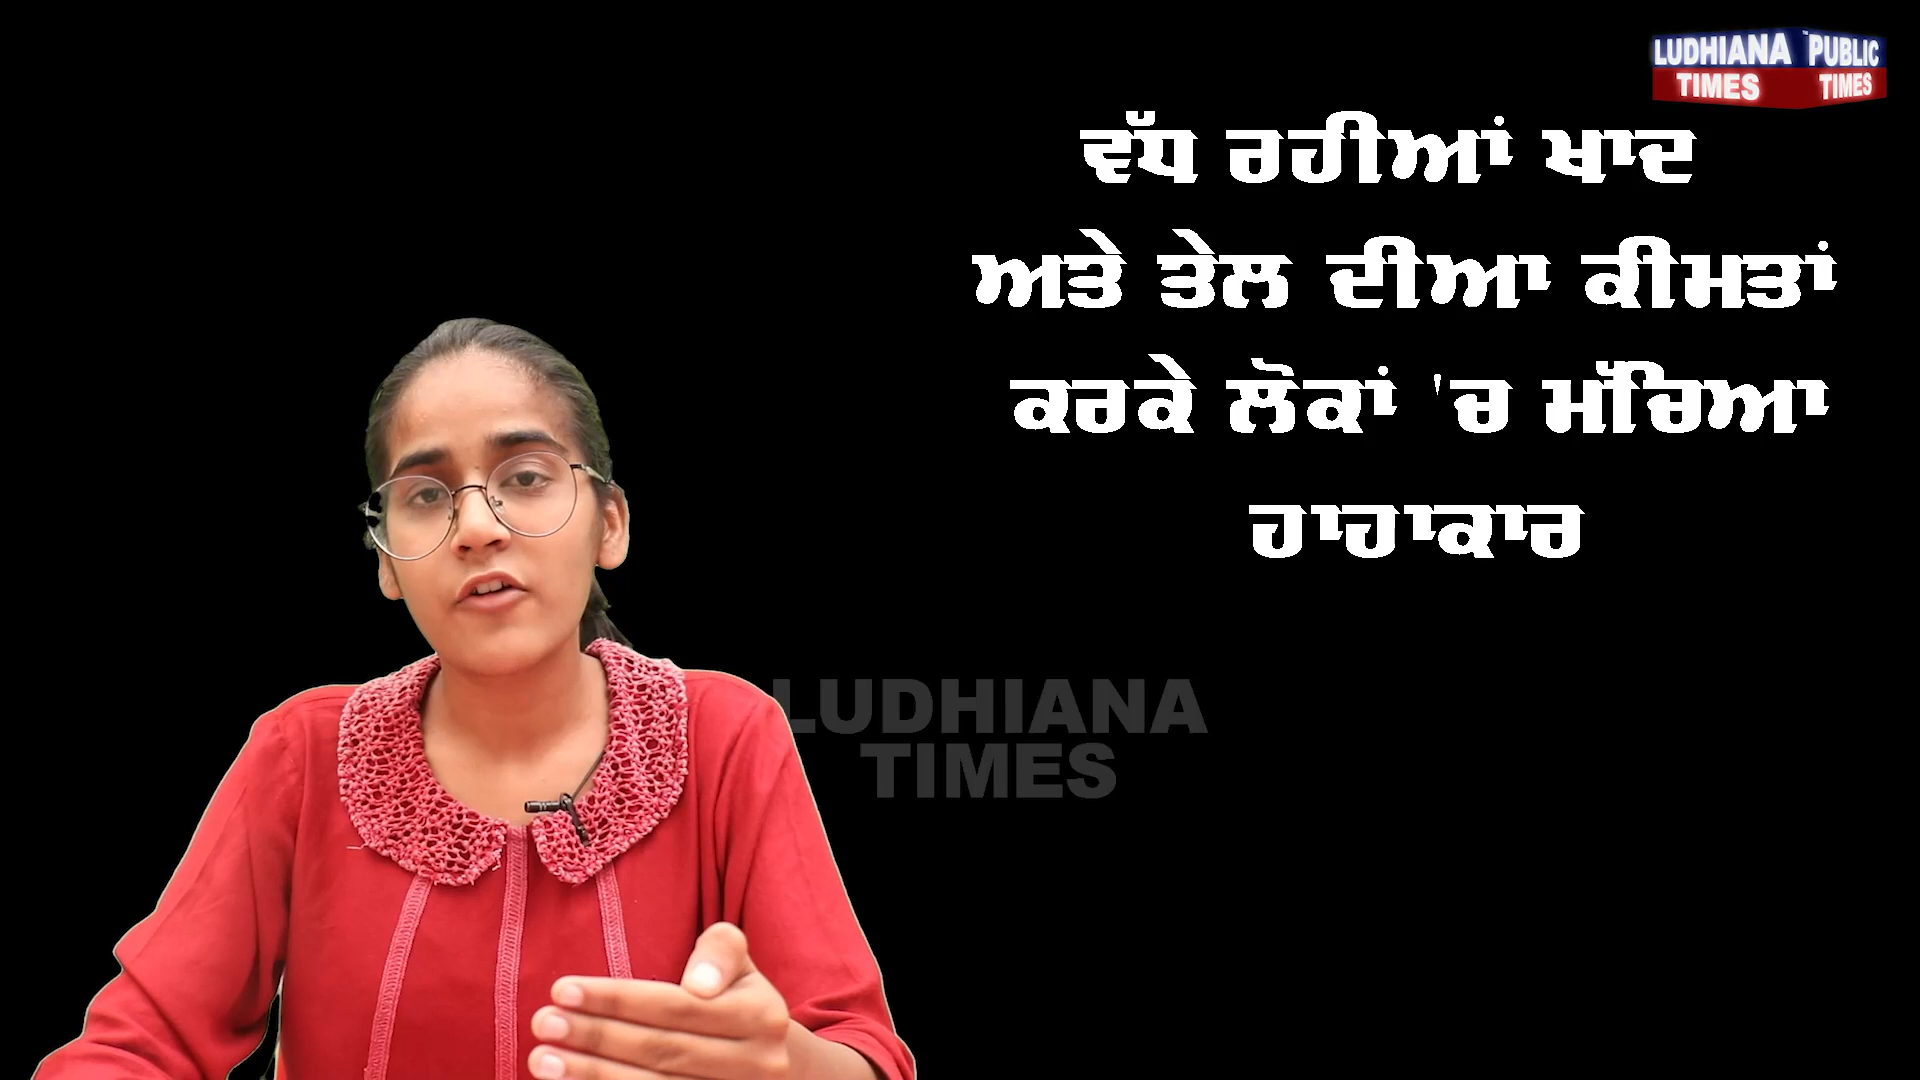 LUDHIANA PUBLIC
TIMES TIMES
ਵੱਧ ਰਹੀਆਂ ਖਾਦ
ਅਤੇ ਤੇਲ ਦੀਆ ਕੀਮਤਾਂ
ਕਰਕੇ ਲੋਕਾਂ 'ਚ ਮੱਚਿਆ
ਹਾਹਾਕਾਰ
LUDHIANA
TIMES